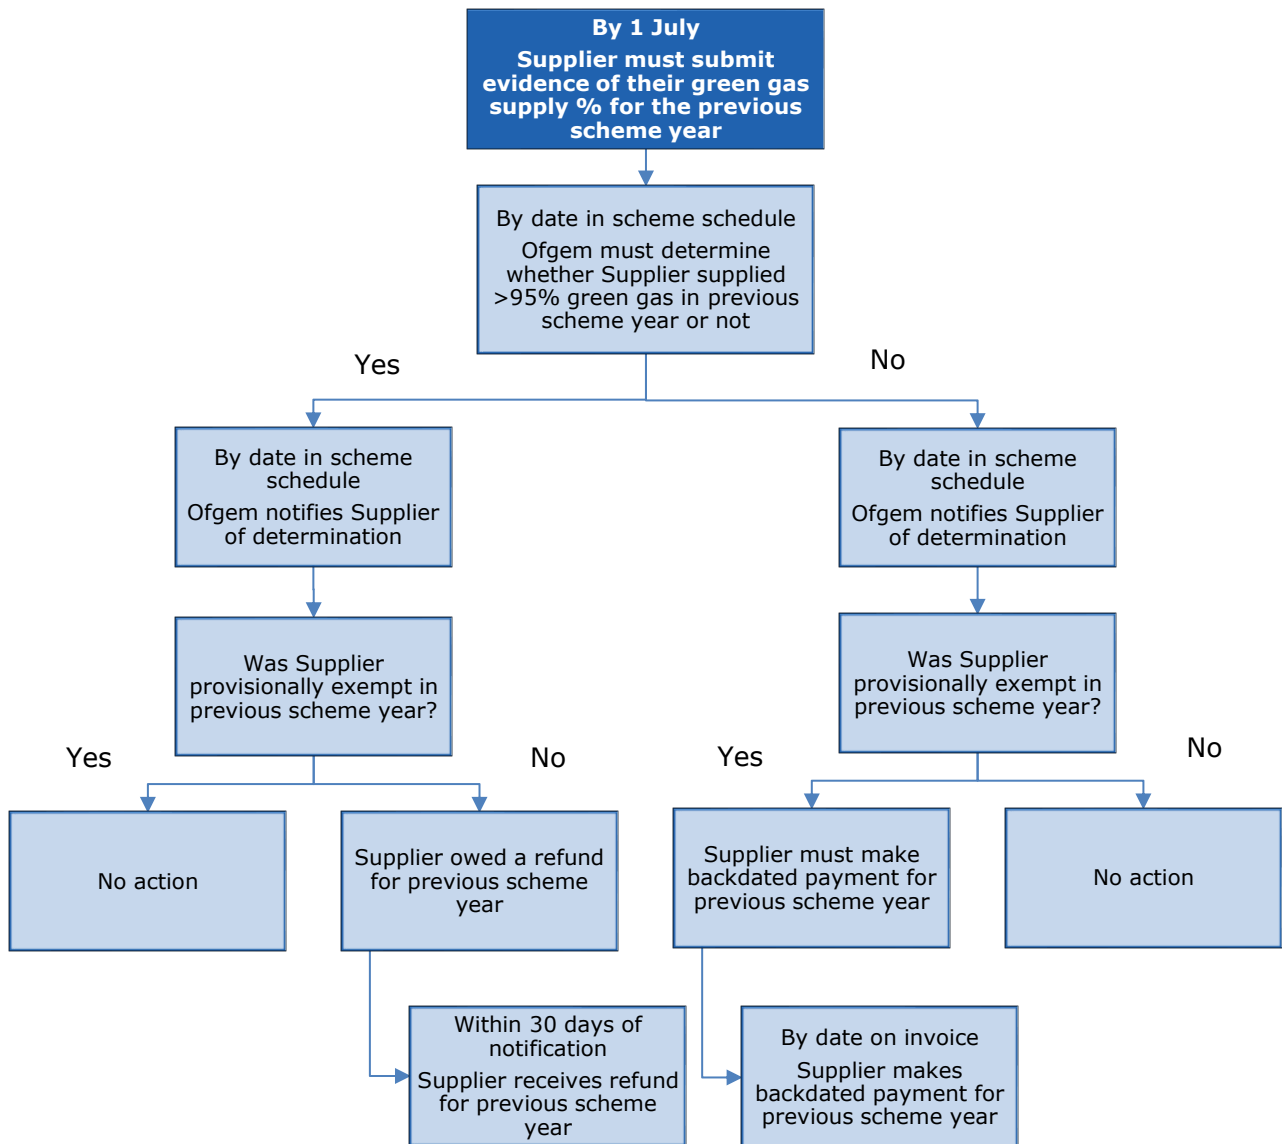 By 1 July
Supplier must submit
evidence of their green gas
supply % for the previous
scheme year
By date in scheme schedule
Ofgem must determine
whether Supplier supplied
>95% green gas in previous
scheme year or not
Yes
No
By date in scheme
schedule
Ofgem notifies Supplier
of determination
By date in scheme
schedule
Ofgem notifies Supplier
of determination
Was Supplier
provisionally exempt in
previous scheme year?
Was Supplier
provisionally exempt in
previous scheme year?
Yes
No
Yes
No
No action
Supplier owed a refund
for previous scheme
year
Supplier must make
backdated payment for
previous scheme year
No action
Within 30 days of
notification
Supplier receives refund
for previous scheme
year
By date on invoice
Supplier makes
backdated payment for
previous scheme year